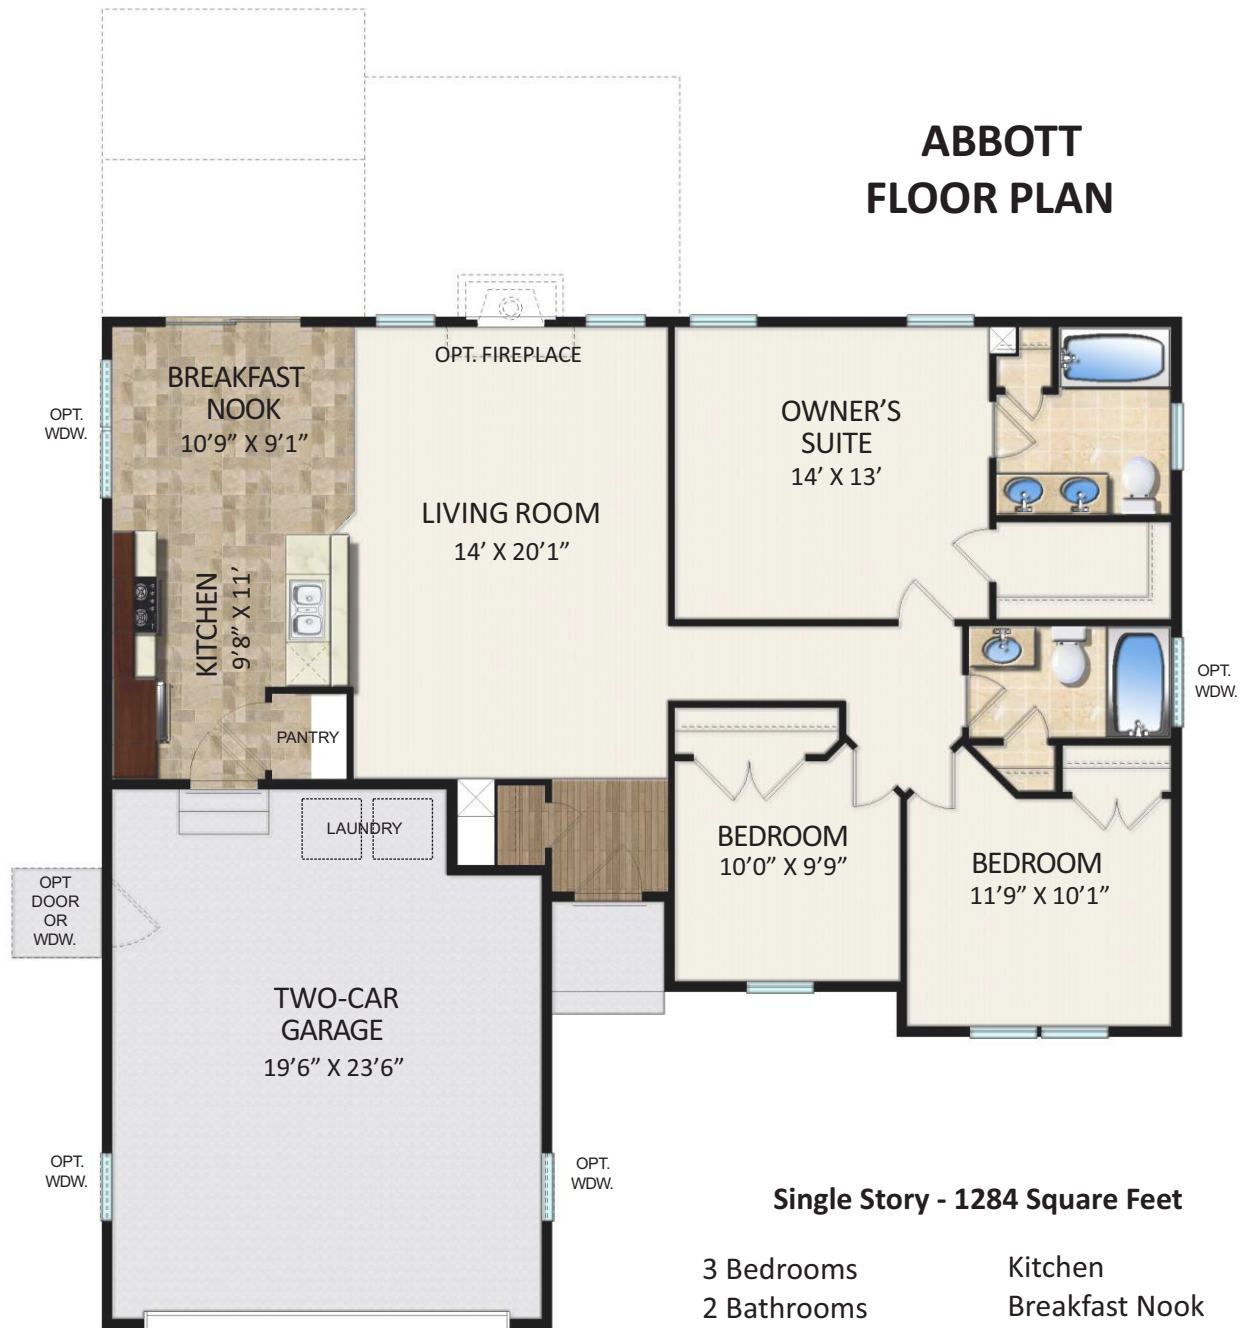 ABBOTT
FLOOR PLAN
OPT. FIREPLACE
BREAKFAST
NOOK
10’9” X 9’1”
OPT.
WDW.
OWNER’S
SUITE
14’ X 13’
LIVING ROOM
14’ X 20’1”
KITCHEN
9’8” X 11’
OPT.
WDW.
PANTRY
LAUNDRY
BEDROOM
10’0” X 9’9”
BEDROOM
11’9” X 10’1”
OPT
DOOR
OR
WDW.
TWO-CAR
GARAGE
19’6” X 23’6”
OPT.
WDW.
OPT.
WDW.
Single Story - 1284 Square Feet
3 Bedrooms
2 Bathrooms
Kitchen
Breakfast Nook